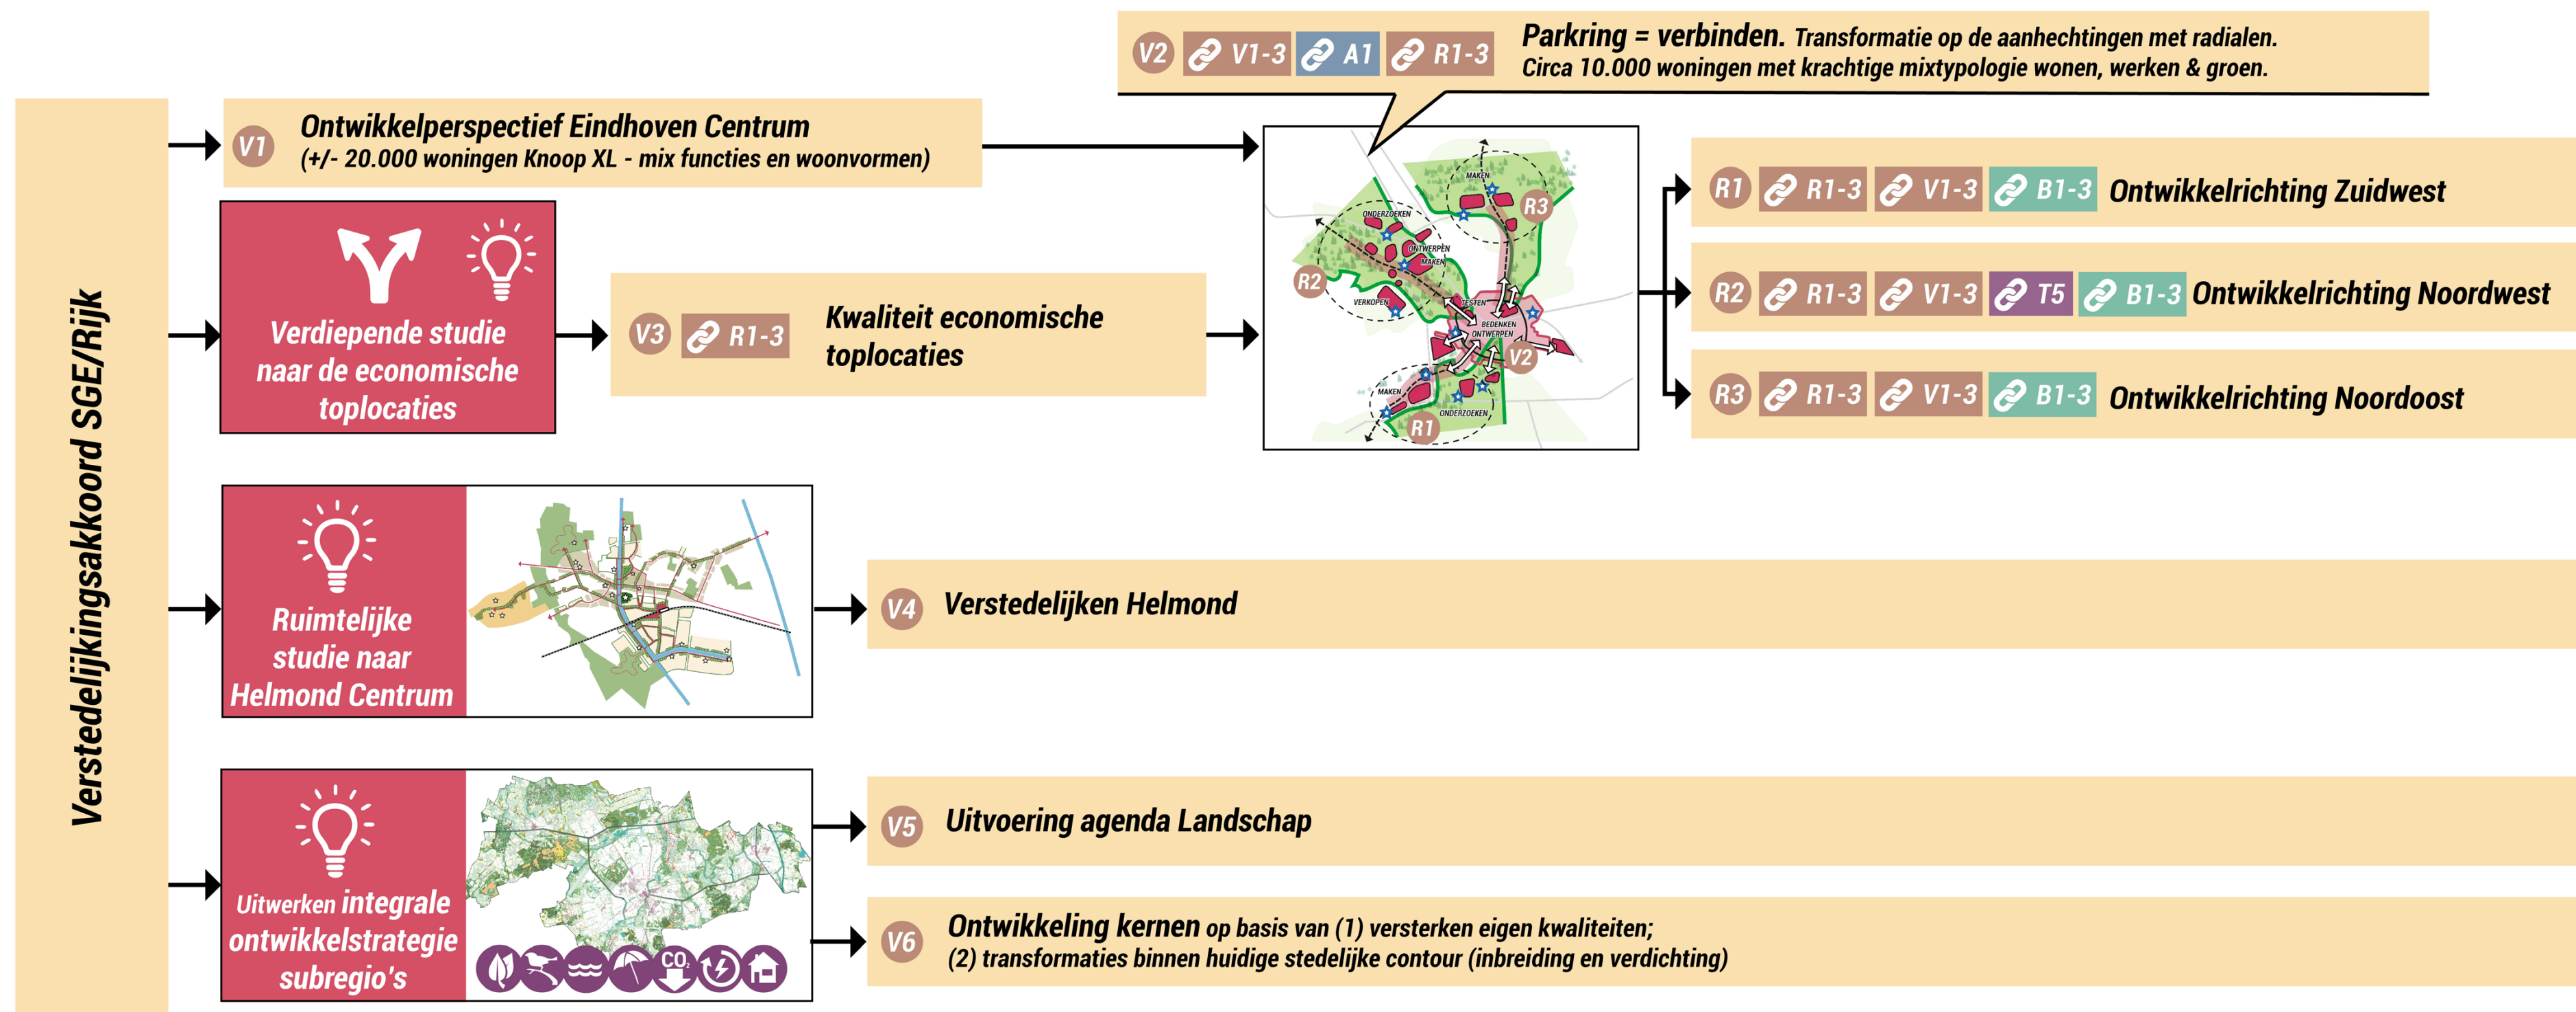 V2 V1-3 A1 R1-3 Parkring = verbinden. Transformatie op de aanhechtingen met radialen.
Circa 10.000 woningen met krachtige mixtypologie wonen, werken & groen.
Verstedelijkingsakkoord SGE/Rijk
V1 Ontwikkelperspectief Eindhoven Centrum
(+/- 20.000 woningen Knoop XL - mix functies en woonvormen)
Verdiepende studie
naar de economische
toplocaties
V3 R1-3 Kwaliteit economische
toplocaties
MAKEN
R3
ONDERZOEKEN
ONTWERPEN
MAKEN
R2
VERKOPEN
TESTEN
BEDENKEN
ONTWERPEN
V2
MAKEN
ONDERZOEKEN
R1
R1 R1-3 V1-3 B1-3 Ontwikkelrichting Zuidwest
R2 R1-3 V1-3 T5 B1-3 Ontwikkelrichting Noordwest
R3 R1-3 V1-3 B1-3 Ontwikkelrichting Noordoost
Ruimtelijke
studie naar
Helmond Centrum
V4 Verstedelijken Helmond
Uitwerken integrale
ontwikkelstrategie
subregio's
CO2
V5 Uitvoering agenda Landschap
V6 Ontwikkeling kernen op basis van (1) versterken eigen kwaliteiten;
(2) transformaties binnen huidige stedelijke contour (inbreiding en verdichting)